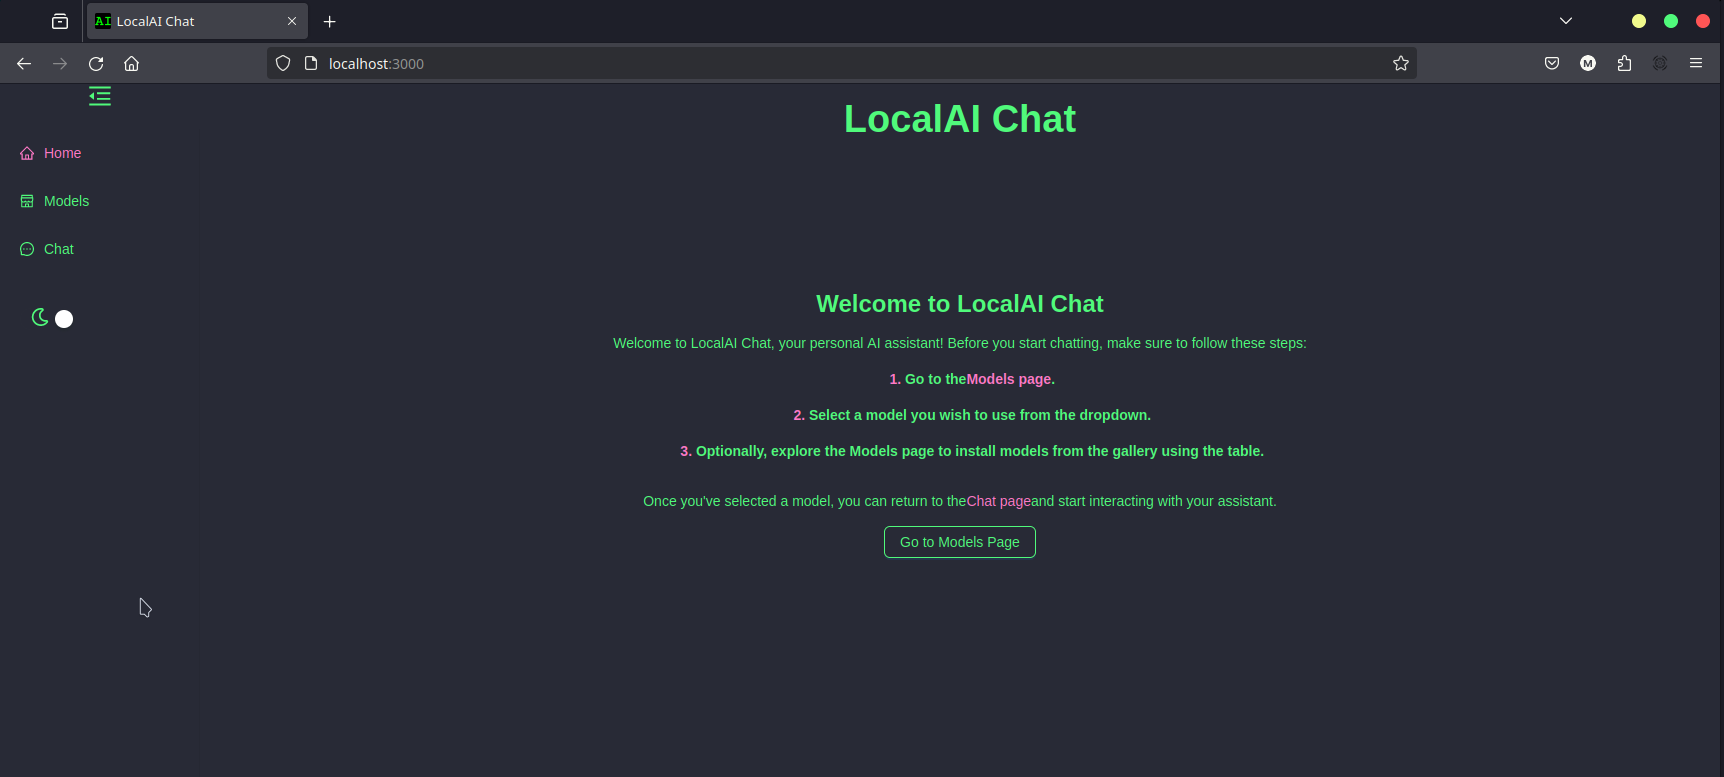 AI LocalAI Chat
localhost:3000
M
LocalAI Chat
Home
Models
Chat
Welcome to LocalAI Chat
Welcome to LocalAI Chat, your personal AI assistant! Before you start chatting, make sure to follow these steps:
1. Go to theModels page.
2. Select a model you wish to use from the dropdown.
3. Optionally, explore the Models page to install models from the gallery using the table.
Once you've selected a model, you can return to theChat pageand start interacting with your assistant.
Go to Models Page